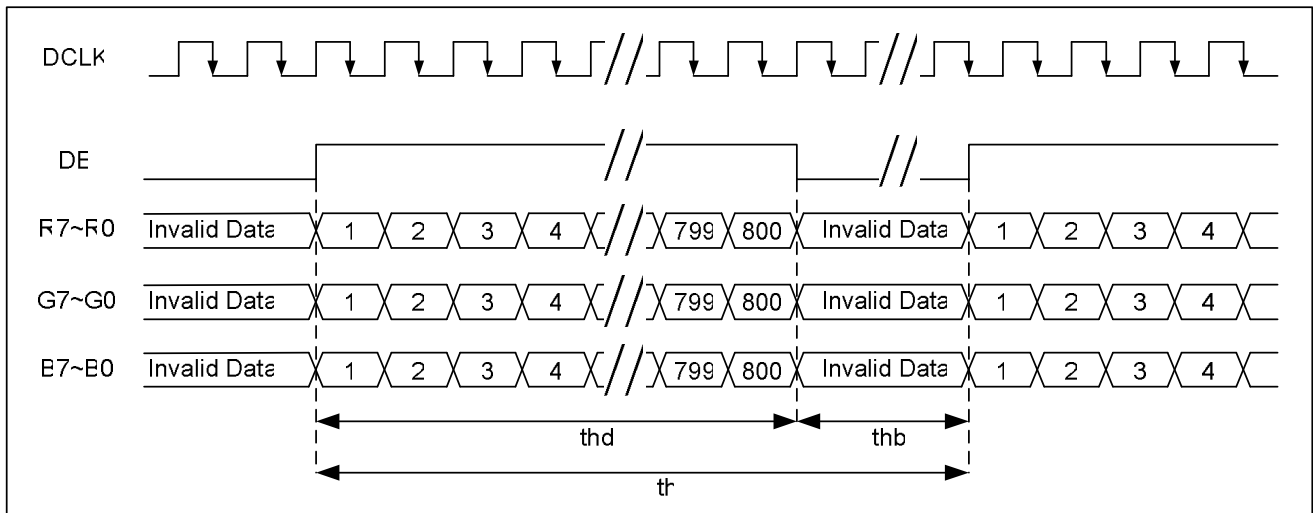 DCLK
DE
R7~R0 Invalid Data 1 2 3 4 799 800 Invalid Data 1 2 3 4
G7~G0 Invalid Data 1 2 3 4 799 800 Invalid Data 1 2 3 4
B7~B0 Invalid Data 1 2 3 4 799 800 Invalid Data 1 2 3 4
thd thb
th